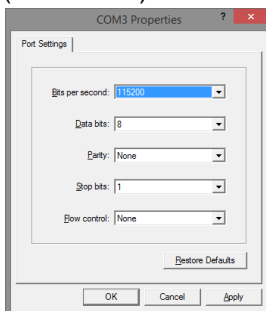 COM3 Properties ? ×
Port Settings
Bits per second: 115200
Data bits: 8
Parity: None
Stop bits: 1
Flow control: None
Restore Defaults
OK Cancel Apply